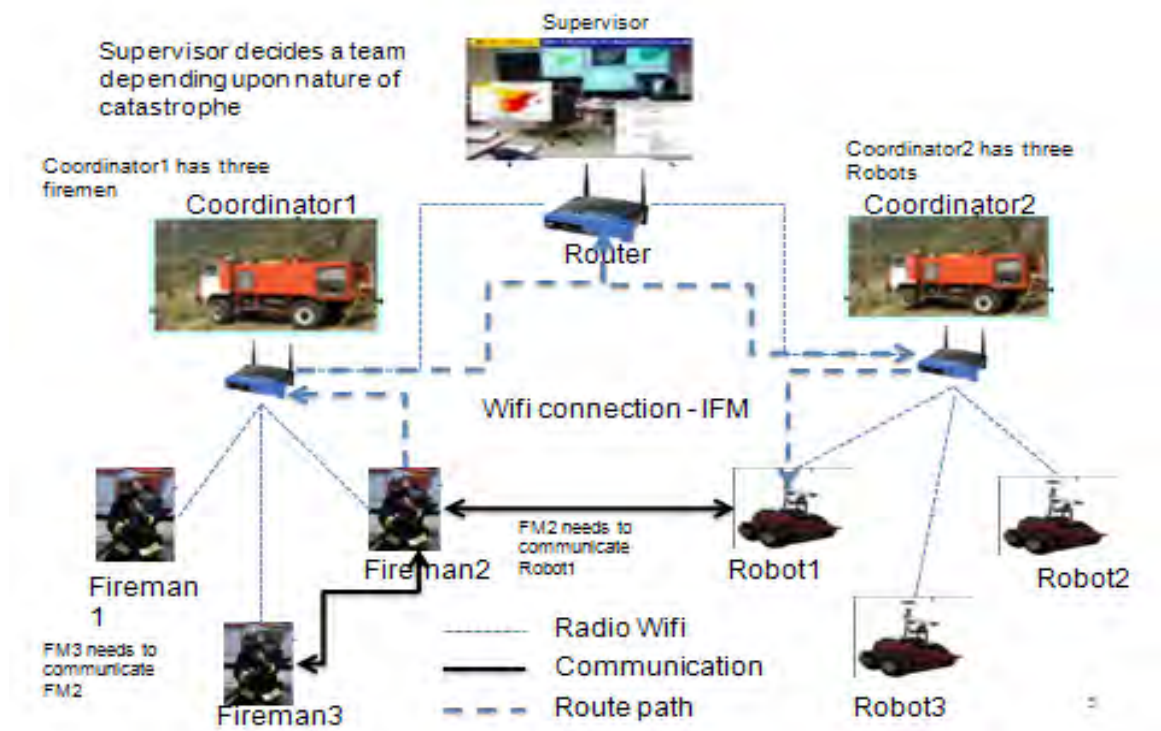 Supervisor
Supervisor decides a team
depending upon nature of
catastrophe
Coordinator1 has three
firemen
Coordinator1
Coordinator2 has three
Robots
Coordinator2
Router
Wifi connection - IFM
FM2 needs to
communicate
Robot1
Fireman
1
Fireman2
Robot1
Robot2
FM3 needs to
communicate
FM2
Fireman3
Robot3
Radio Wifi
Communication
Route path